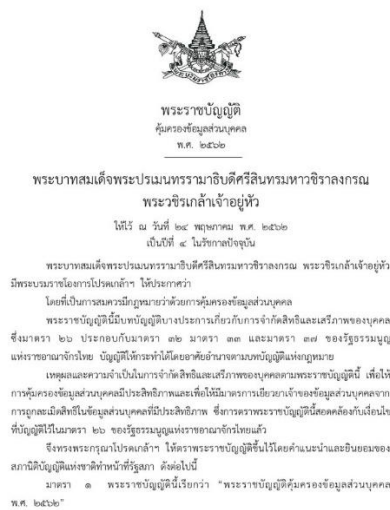 พระราชบัญญัติ
คุ้มครองข้อมูลส่วนบุคคล
พ.ศ. ๒๕๖๒
พระบาทสมเด็จพระปรเมนทรรามาธิบดีศรีสินทรมหาวชิราลงกรณ
พระวชิรเกล้าเจ้าอยู่หัว
ให้ไว้ ณ วันที่ ๒๔ พฤษภาคม พ.ศ. ๒๕๖๒
เป็นปีที่ ๔ ในรัชกาลปัจจุบัน
พระบาทสมเด็จพระปรเมนทรรามาธิบดีศรีสินทรมหาวชิราลงกรณ พระวชิรเกล้าเจ้าอยู่หัว
มีพระบรมราชโองการโปรดเกล้าฯ ให้ประกาศว่า
โดยที่เป็นการสมควรมีกฎหมายว่าด้วยการคุ้มครองข้อมูลส่วนบุคคล
พระราชบัญญัตินี้มีบทบัญญัติบางประการเกี่ยวกับการจำกัดสิทธิและเสรีภาพของบุคคล
ซึ่งมาตรา ๒๖ ประกอบกับมาตรา ๓๒ มาตรา ๓๓ และมาตรา ๓๗ ของรัฐธรรมนูญ
แห่งราชอาณาจักรไทย บัญญัติให้กระทำได้โดยอาศัยอำนาจตามบทบัญญัติแห่งกฎหมาย
เหตุผลและความจำเป็นในการจำกัดสิทธิและเสรีภาพของบุคคลตามพระราชบัญญัตินี้ เพื่อให้
การคุ้มครองข้อมูลส่วนบุคคลมีประสิทธิภาพและเพื่อให้มีมาตรการเยียวยาเจ้าของข้อมูลส่วนบุคคลจาก
การถูกละเมิดสิทธิในข้อมูลส่วนบุคคลที่มีประสิทธิภาพ ซึ่งการตราพระราชบัญญัตินี้สอดคล้องกับเงื่อนไข
ที่บัญญัติไว้ในมาตรา ๒๖ ของรัฐธรรมนูญแห่งราชอาณาจักรไทยแล้ว
จึงทรงพระกรุณาโปรดเกล้าฯ ให้ตราพระราชบัญญัติขึ้นไว้โดยคำแนะนำและยินยอมของ
สภานิติบัญญัติแห่งชาติทำหน้าที่รัฐสภา ดังต่อไปนี้
มาตรา ๑ พระราชบัญญัตินี้เรียกว่า “พระราชบัญญัติคุ้มครองข้อมูลส่วนบุคคล
พ.ศ. ๒๕๖๒”